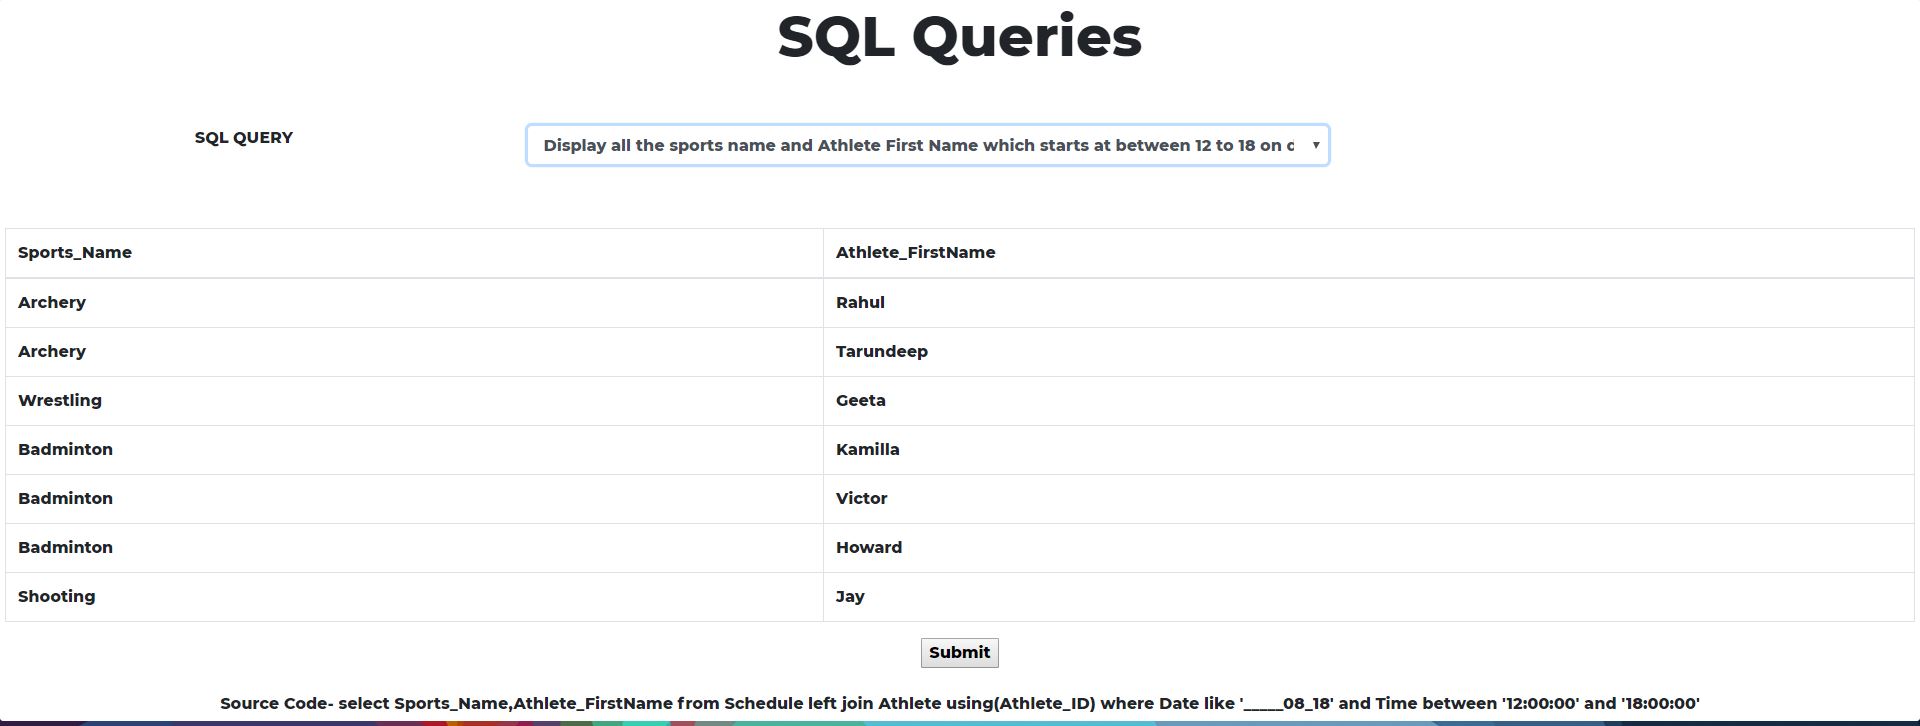 SQL Queries
SQL QUERY
Display all the sports name and Athlete First Name which starts at between 12 to 18 on
Sports_Name Athlete_FirstName
Archery Rahul
Archery Tarundeep
Wrestling Geeta
Badminton Kamilla
Badminton Victor
Badminton Howard
Shooting Jay
Submit
Source Code- select Sports_Name,Athlete_FirstName from Schedule left join Athlete using(Athlete_ID) where Date like '_____08_18' and Time between '12:00:00' and '18:00:00'